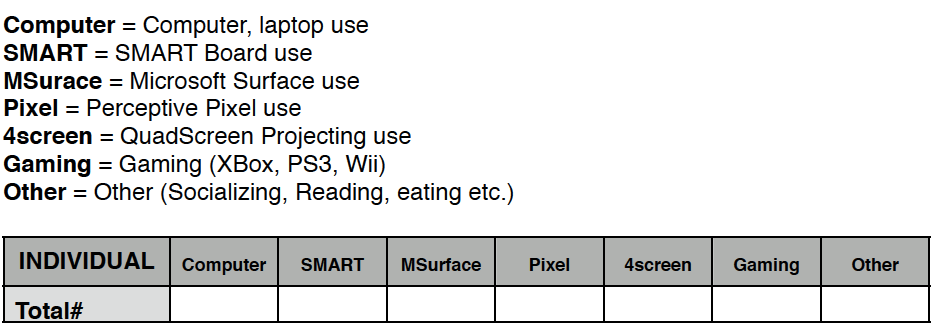 Computer = Computer, laptop use
SMART = SMART Board use
MSurace = Microsoft Surface use
Pixel = Perceptive Pixel use
4screen = QuadScreen Projecting use
Gaming = Gaming (XBox, PS3, Wii)
Other = Other (Socializing, Reading, eating etc.)
INDIVIDUAL Computer SMART MSurface Pixel 4screen Gaming Other
Total#